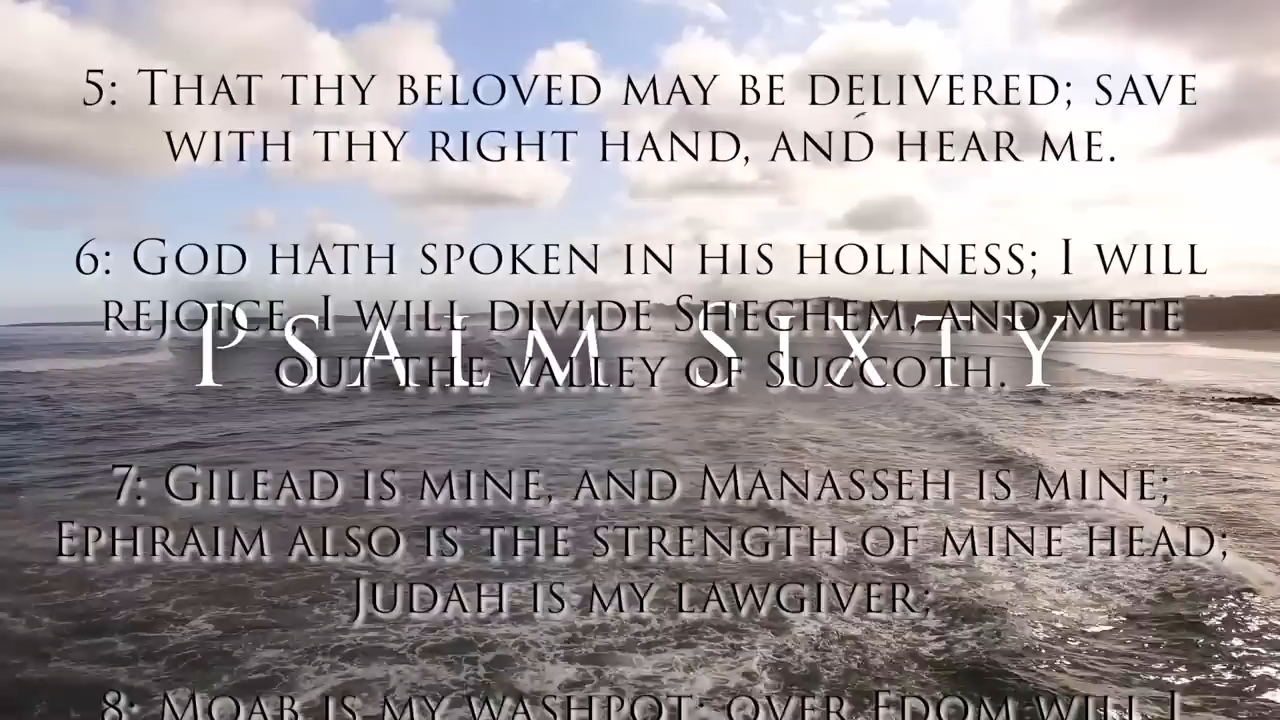 5: That thy beloved may be delivered; save
with thy right hand, and hear me.
6: God hath spoken in his holiness; I will
rejoice, I will divide Shechem, and mete
Psalm Sixty
out the valley of Succoth.
7: Gilead is mine, and Manasseh is mine;
Ephraim also is the strength of mine head;
Judah is my lawgiver;
8: Moab is my washpot: over Edom will I